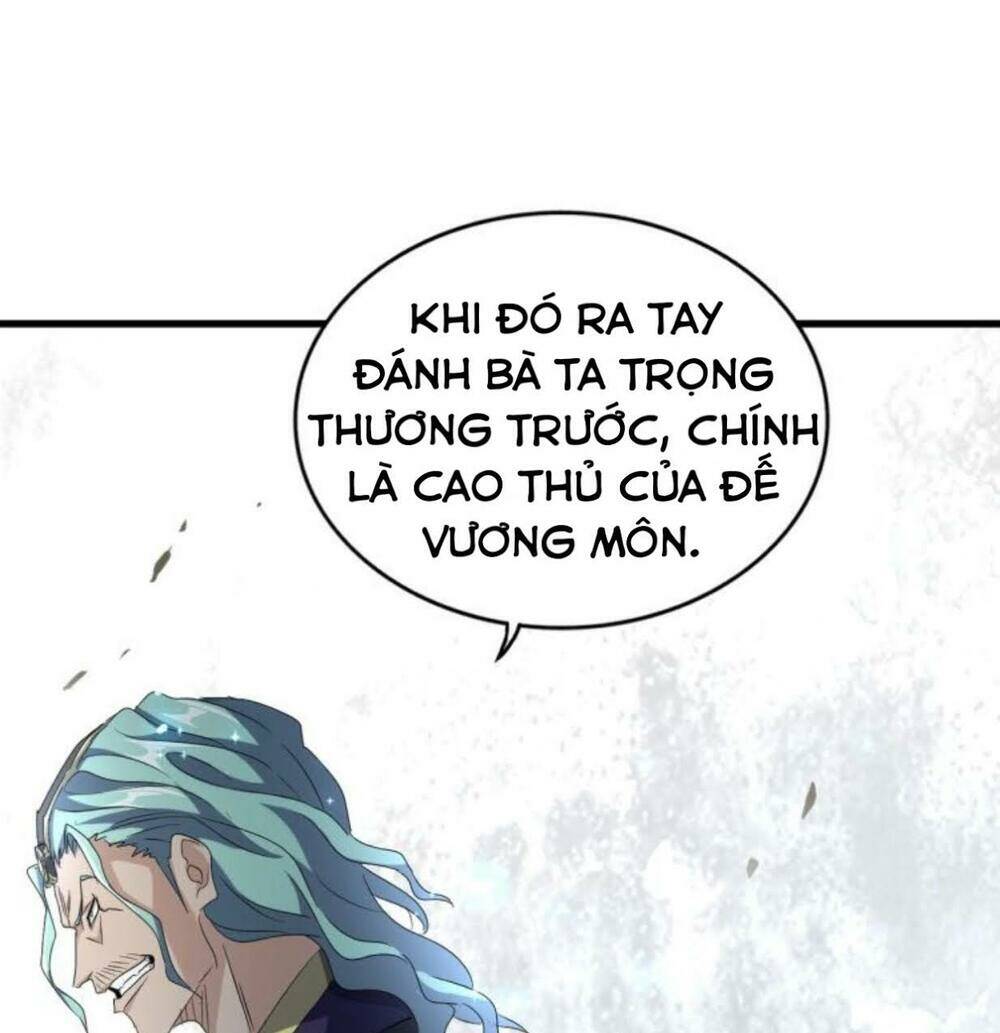 KHI ĐÓ RA TAY
ĐÁNH BÀ TA TRỌNG
THƯƠNG TRƯỚC, CHÍNH
LÀ CAO THỦ CỦA ĐẾ
VƯƠNG MÔN.